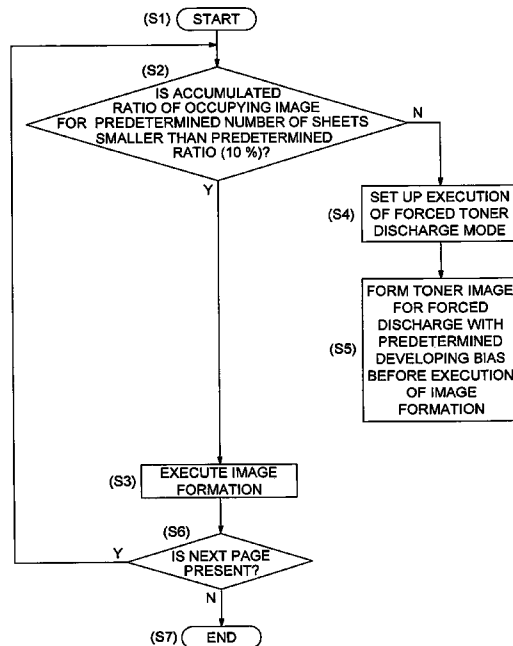 (S1) START
(S2)
IS ACCUMULATED
RATIO OF OCCUPYING IMAGE
FOR PREDETERMINED NUMBER OF SHEETS
SMALLER THAN PREDETERMINED
RATIO (10 %)?
N
Y
(S4)
SET UP EXECUTION
OF FORCED TONER
DISCHARGE MODE
(S5)
FORM TONER IMAGE
FOR FORCED
DISCHARGE WITH
PREDETERMINED
DEVELOPING BIAS
BEFORE EXECUTION
OF IMAGE
FORMATION
(S3)
EXECUTE IMAGE
FORMATION
(S6)
Y
IS NEXT PAGE
PRESENT?
N
(S7) END